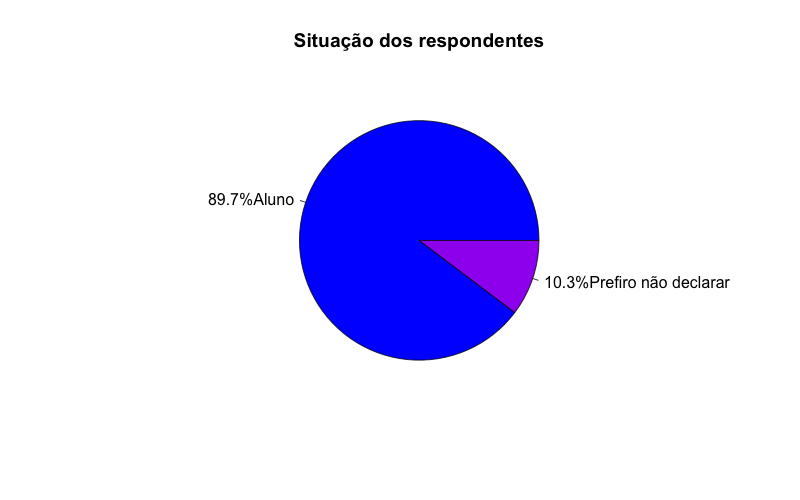 Situação dos respondentes
89.7%Aluno
10.3%Prefiro não declarar